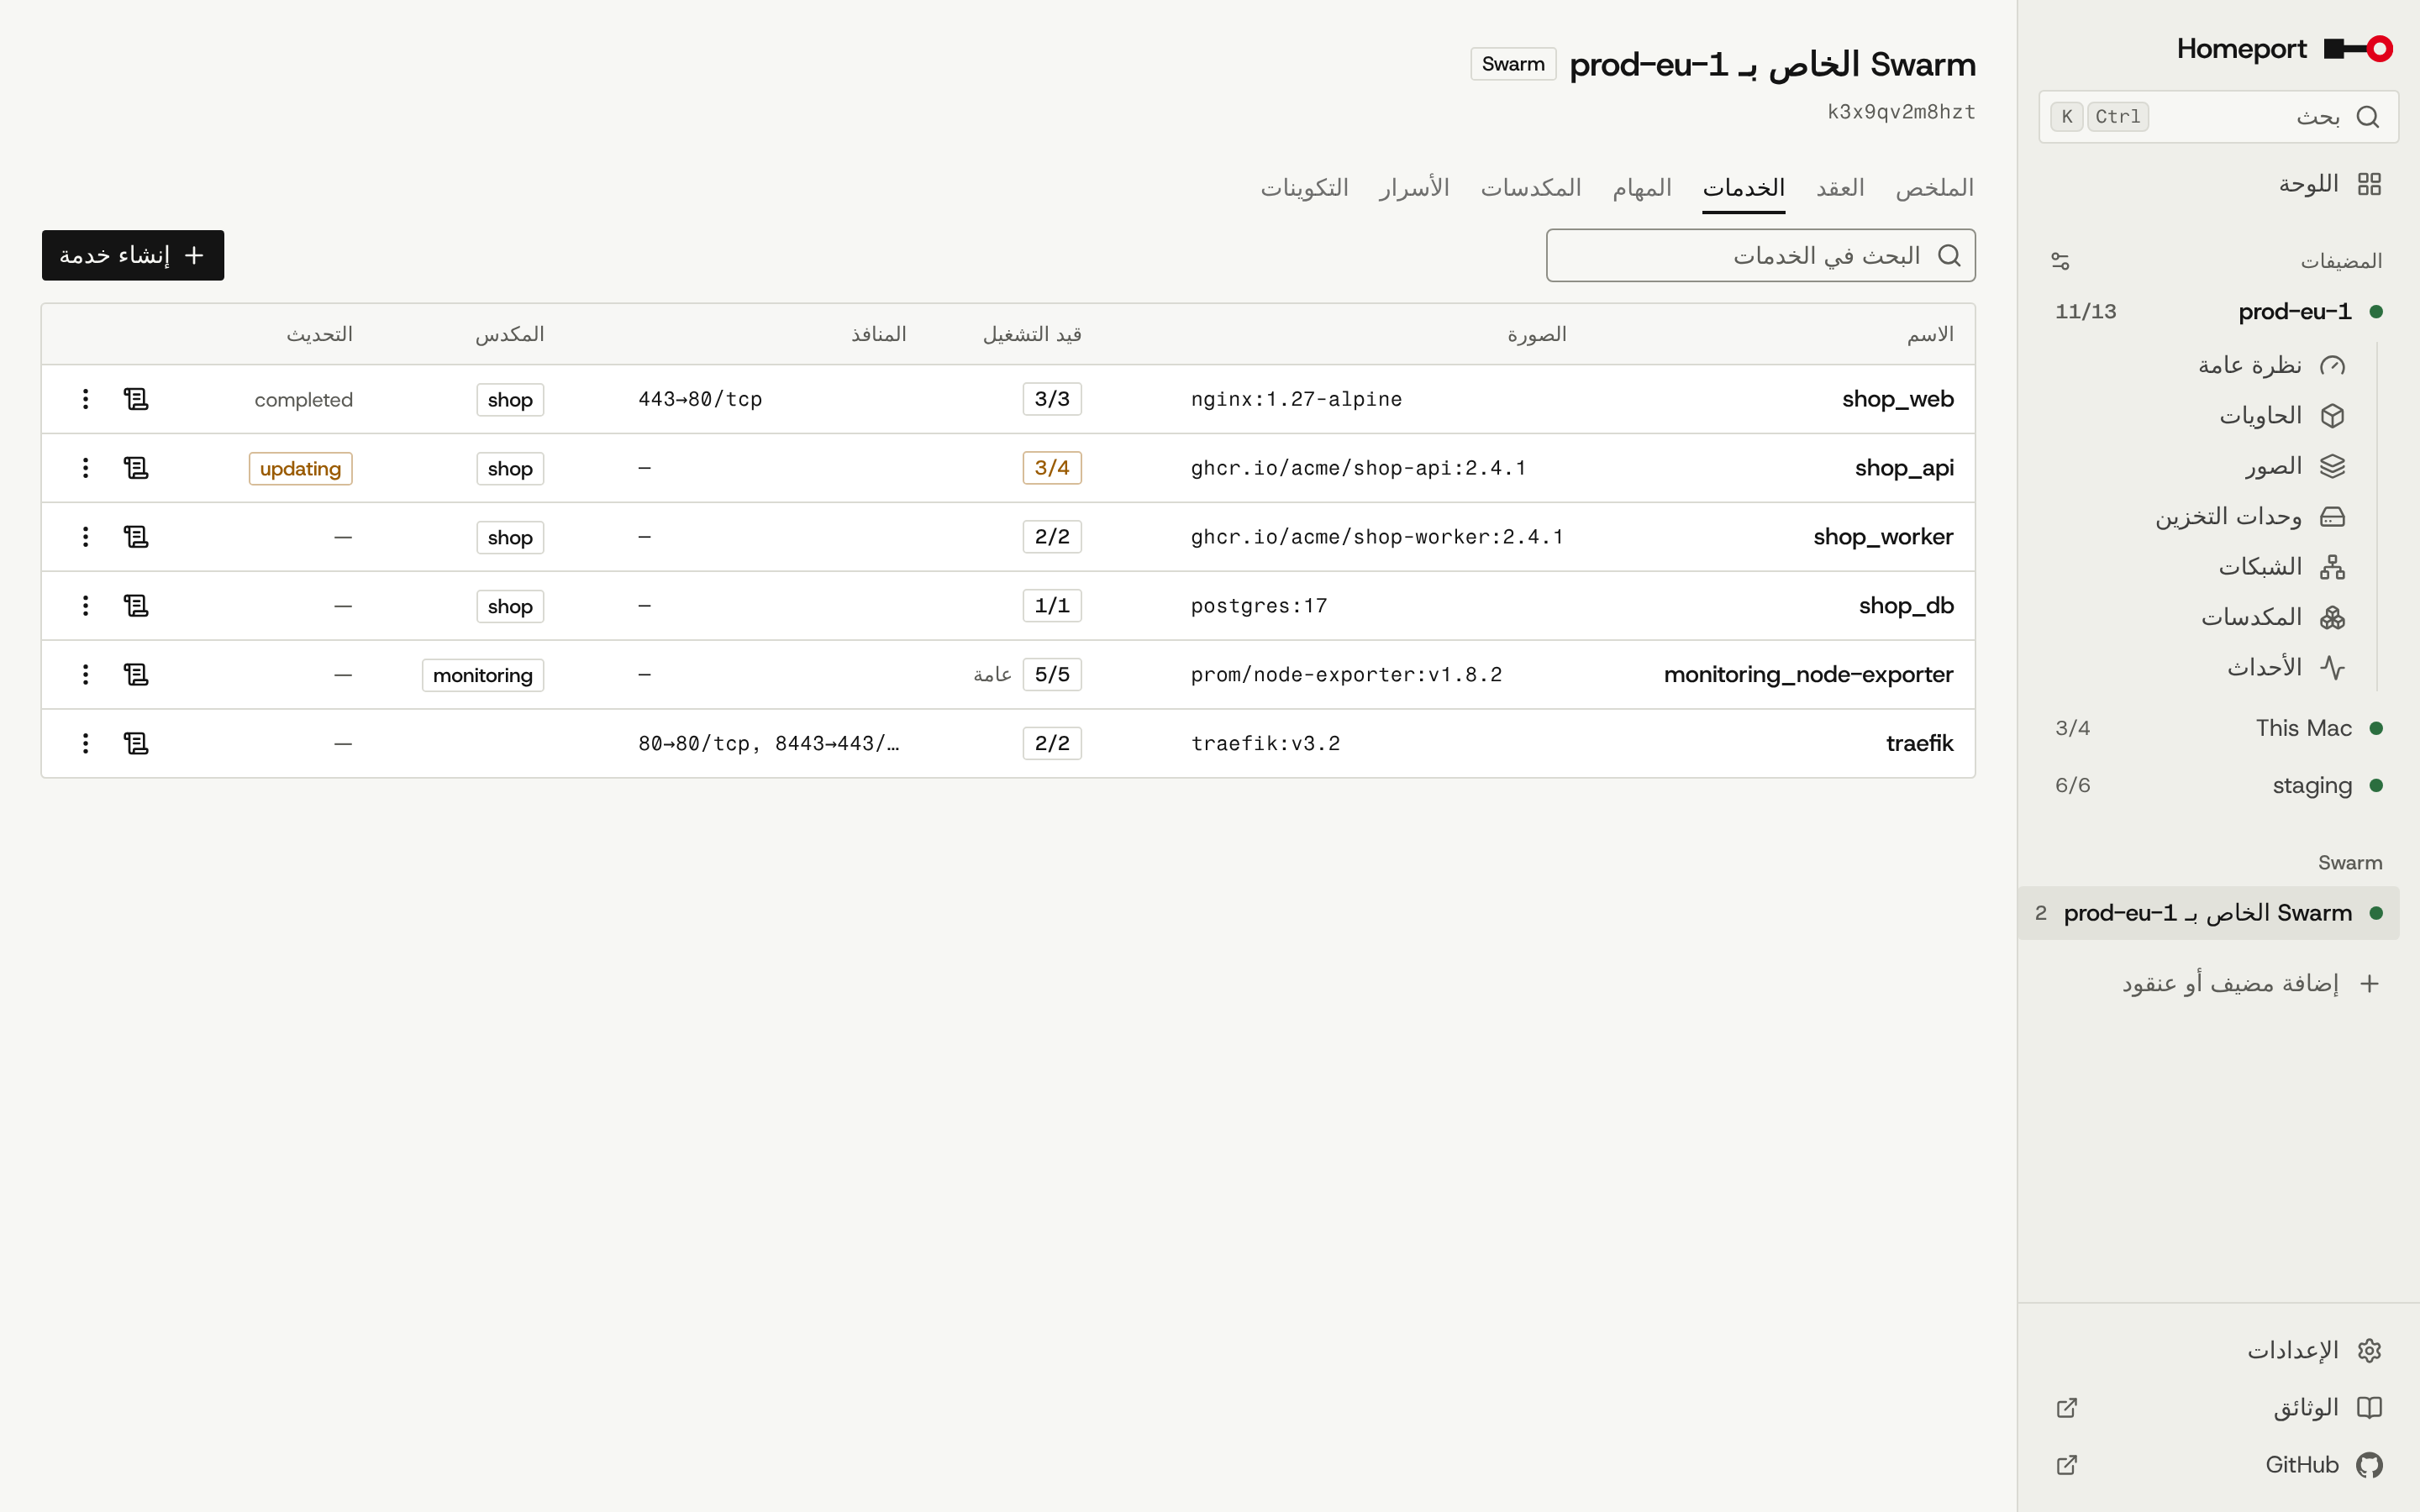 Homeport
بحث Ctrl K
اللوحة
المضيفات
prod-eu-1 11/13
نظرة عامة
الحاويات
الصور
وحدات التخزين
الشبكات
المكدسات
الأحداث
This Mac 3/4
staging 6/6
Swarm
Swarm الخاص بـ prod-eu-1 2
إضافة مضيف أو عنقود
الإعدادات
الوثائق
GitHub
Swarm الخاص بـ prod-eu-1 Swarm
k3x9qv2m8hzt
الملخص العقد الخدمات المهام المكدسات الأسرار التكوينات
البحث في الخدمات إنشاء خدمة
الاسم الصورة قيد التشغيل المنافذ المكدس التحديث
shop_web nginx:1.27-alpine 3/3 443→80/tcp shop completed
shop_api ghcr.io/acme/shop-api:2.4.1 3/4 – shop updating
shop_worker ghcr.io/acme/shop-worker:2.4.1 2/2 – shop —
shop_db postgres:17 1/1 – shop —
monitoring_node-exporter prom/node-exporter:v1.8.2 5/5 عامة – monitoring —
traefik traefik:v3.2 2/2 80→80/tcp, 8443→443/… —